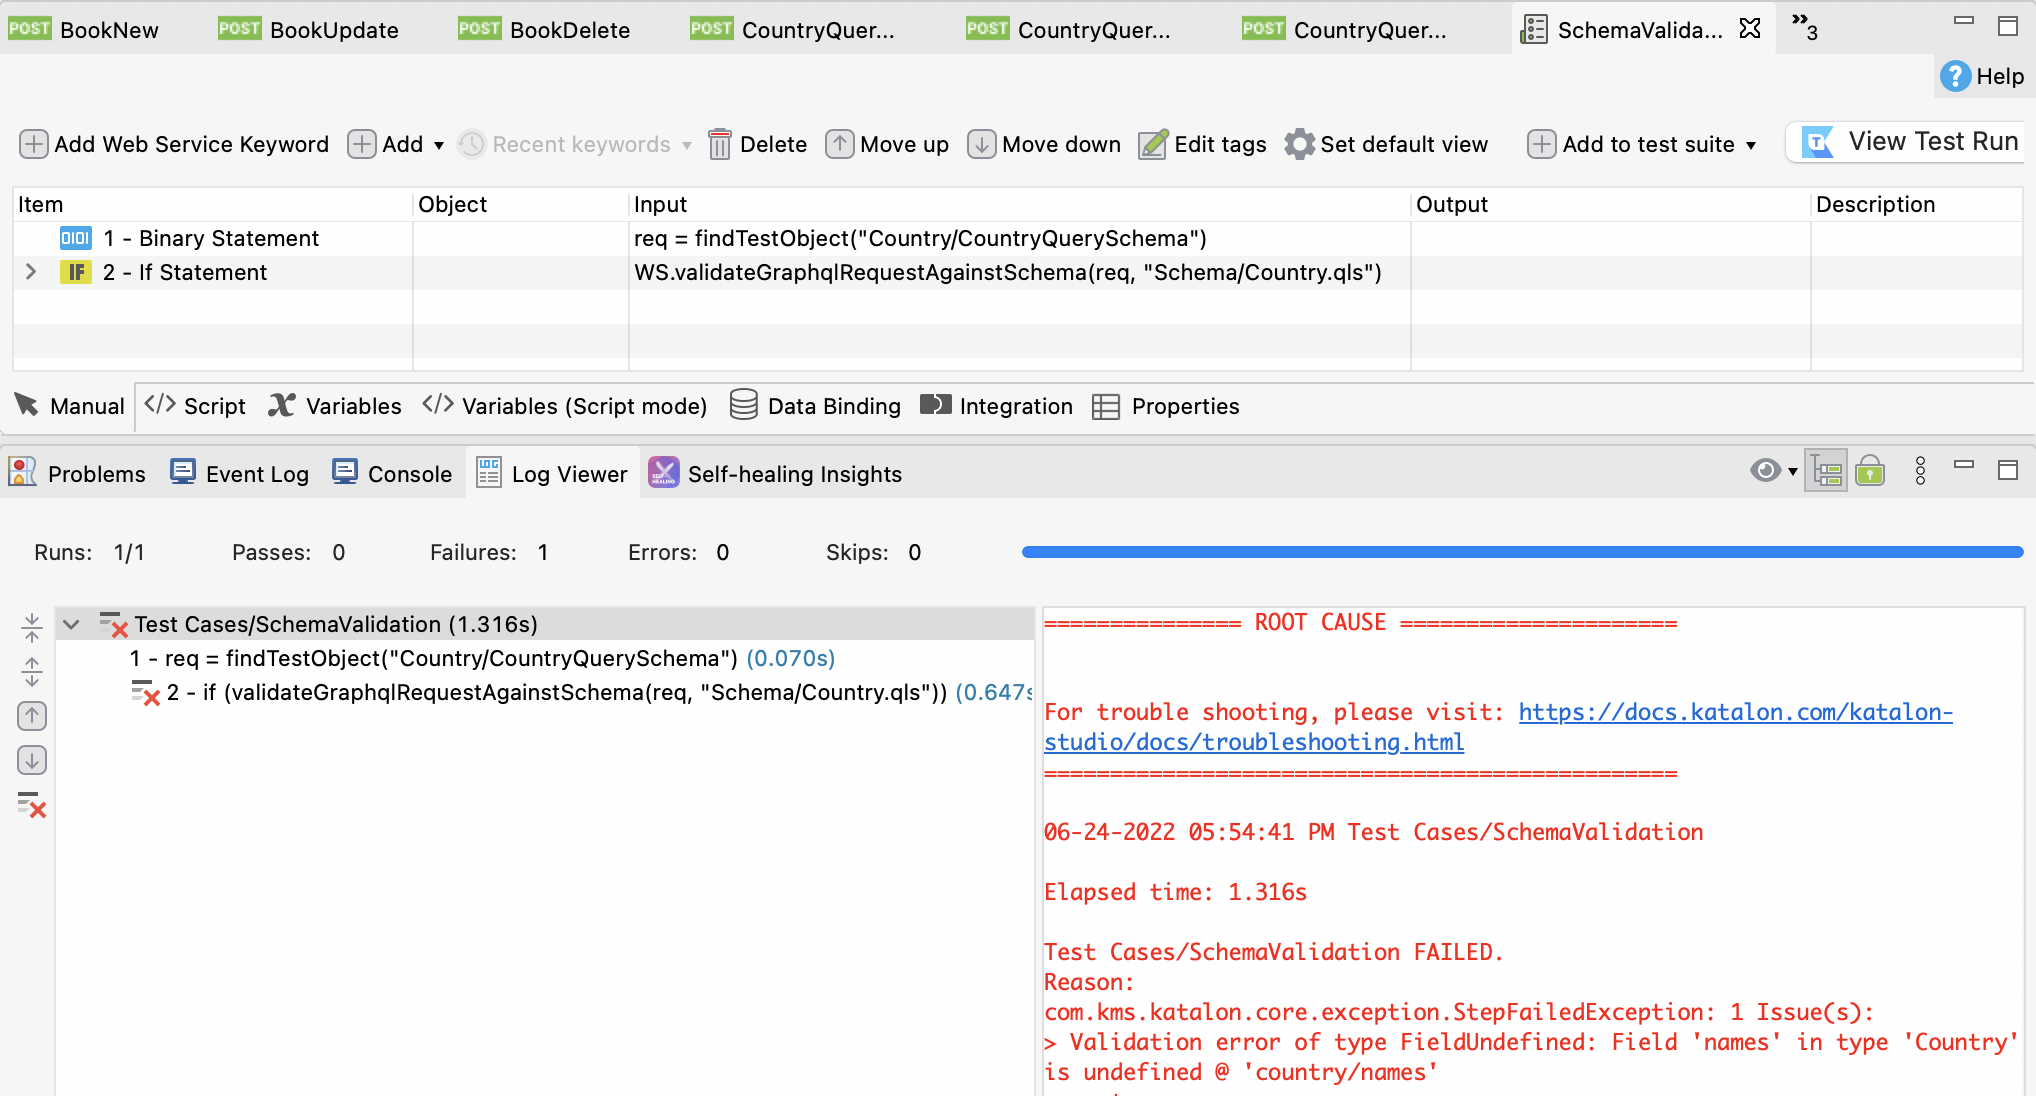 POST BookNew POST BookUpdate POST BookDelete POST CountryQuer... POST CountryQuer... POST CountryQuer... SchemaValida... »3
? Help
Add Web Service Keyword Add Recent keywords Delete Move up Move down Edit tags Set default view Add to test suite View Test Run
Item Object Input Output Description
0101 1 - Binary Statement req = findTestObject("Country/CountryQuerySchema")
IF 2 - If Statement WS.validateGraphqlRequestAgainstSchema(req, "Schema/Country.qls")
Manual </> Script Variables </> Variables (Script mode) Data Binding Integration Properties
Problems Event Log Console LOG Log Viewer SELF HEALING Self-healing Insights
Runs: 1/1 Passes: 0 Failures: 1 Errors: 0 Skips: 0
Test Cases/SchemaValidation (1.316s)
1 - req = findTestObject("Country/CountryQuerySchema") (0.070s)
2 - if (validateGraphqlRequestAgainstSchema(req, "Schema/Country.qls")) (0.647s
=============== ROOT CAUSE =====================
For trouble shooting, please visit: https://docs.katalon.com/katalon-
studio/docs/troubleshooting.html
================================================
06-24-2022 05:54:41 PM Test Cases/SchemaValidation
Elapsed time: 1.316s
Test Cases/SchemaValidation FAILED.
Reason:
com.kms.katalon.core.exception.StepFailedException: 1 Issue(s):
> Validation error of type FieldUndefined: Field 'names' in type 'Country'
is undefined @ 'country/names'